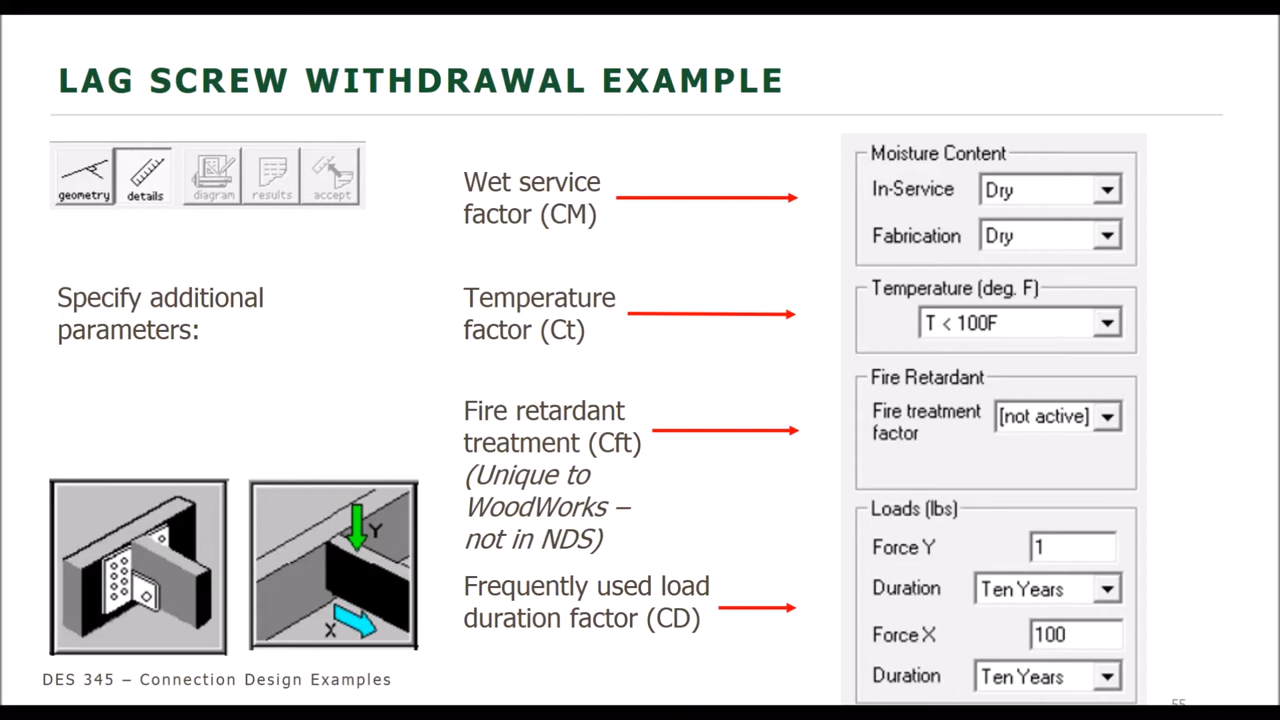 LAG SCREW WITHDRAWAL EXAMPLE
geometry
details
diagram
results
accept
Specify additional
parameters:
Wet service
factor (CM)
Temperature
factor (Ct)
Fire retardant
treatment (Cft)
(Unique to
WoodWorks –
not in NDS)
Frequently used load
duration factor (CD)
Moisture Content
In-Service Dry
Fabrication Dry
Temperature (deg. F)
T < 100F
Fire Retardant
Fire treatment [not active]
factor
Loads (lbs)
Force Y 1
Duration Ten Years
Force X 100
Duration Ten Years
Y
X
DES 345 – Connection Design Examples